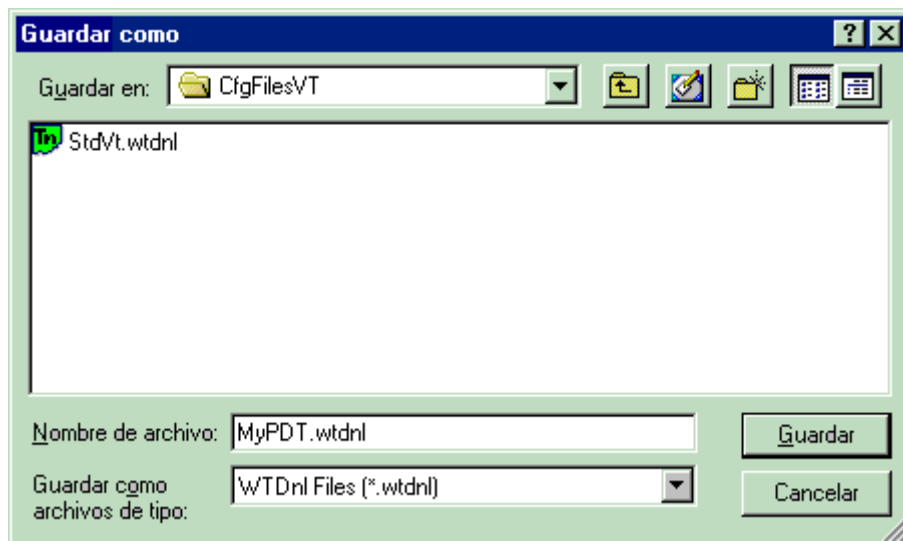 Guardar como
Guardar en: CfgFilesVT
Tn StdVt.wtdnl
Nombre de archivo: MyPDT.wtdnl
Guardar
Guardar como
archivos de tipo:
WTDnl Files (*.wtdnl)
Cancelar